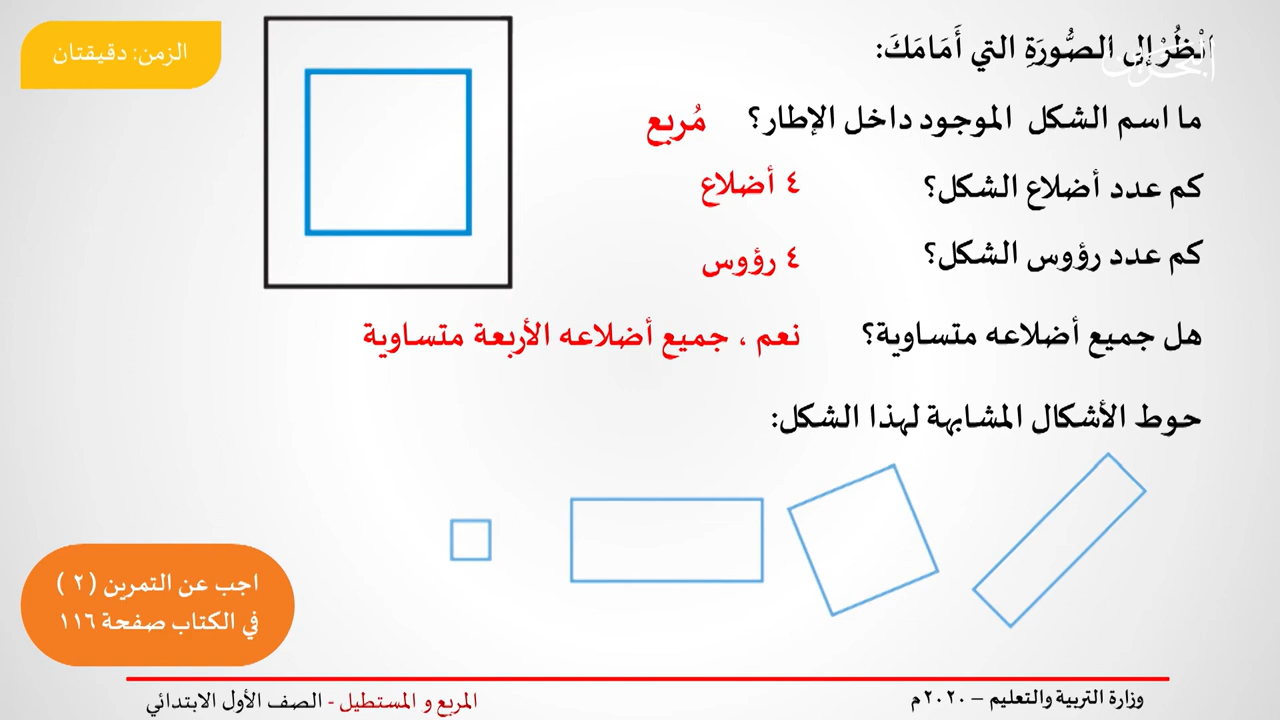 الزمن: دقيقتان
اُنْظُرْ إلى الصُّورَةِ التي أَمَامَكَ:
البحرين
ما اسم الشكل الموجود داخل الإطار؟ مُربع
كم عدد أضلاع الشكل؟ ٤ أضلاع
كم عدد رؤوس الشكل؟ ٤ رؤوس
هل جميع أضلاعه متساوية؟ نعم ، جميع أضلاعه الأربعة متساوية
حوط الأشكال المشابهة لهذا الشكل:
اجب عن التمرين (٢)
في الكتاب صفحة ١١٦
وزارة التربية والتعليم – ٢٠٢٠م
المربع و المستطيل - الصف الأول الابتدائي